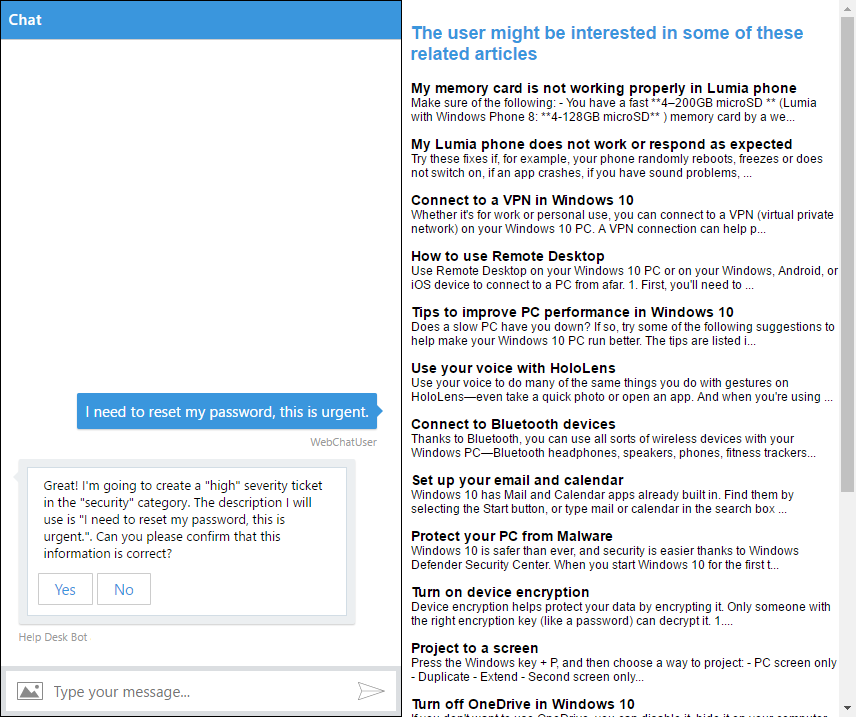 Chat
I need to reset my password, this is urgent.
WebChatUser
Great! I'm going to create a "high" severity ticket
in the "security" category. The description I will
use is "I need to reset my password, this is
urgent.". Can you please confirm that this
information is correct?
Yes
No
Help Desk Bot
Type your message...
The user might be interested in some of these
related articles
My memory card is not working properly in Lumia phone
Make sure of the following: - You have a fast **4–200GB microSD ** (Lumia
with Windows Phone 8: **4-128GB microSD** ) memory card by a we...
My Lumia phone does not work or respond as expected
Try these fixes if, for example, your phone randomly reboots, freezes or does
not switch on, if an app crashes, if you have sound problems, ...
Connect to a VPN in Windows 10
Whether it's for work or personal use, you can connect to a VPN (virtual private
network) on your Windows 10 PC. A VPN connection can help p...
How to use Remote Desktop
Use Remote Desktop on your Windows 10 PC or on your Windows, Android, or
iOS device to connect to a PC from afar. 1. First, you'll need to ...
Tips to improve PC performance in Windows 10
Does a slow PC have you down? If so, try some of the following suggestions to
help make your Windows 10 PC run better. The tips are listed i...
Use your voice with HoloLens
Use your voice to do many of the same things you do with gestures on
HoloLens—even take a quick photo or open an app. And when you're using ...
Connect to Bluetooth devices
Thanks to Bluetooth, you can use all sorts of wireless devices with your
Windows PC—Bluetooth headphones, speakers, phones, fitness trackers...
Set up your email and calendar
Windows 10 has Mail and Calendar apps already built in. Find them by
selecting the Start button, or type mail or calendar in the search box ...
Protect your PC from Malware
Windows 10 is safer than ever, and security is easier thanks to Windows
Defender Security Center. When you start Windows 10 for the first t...
Turn on device encryption
Device encryption helps protect your data by encrypting it. Only someone with
the right encryption key (like a password) can decrypt it. 1....
Project to a screen
Press the Windows key + P, and then choose a way to project: - PC screen only
- Duplicate - Extend - Second screen only...
Turn off OneDrive in Windows 10
If you don't want to use OneDrive, you can disable it, hide it on your computer,